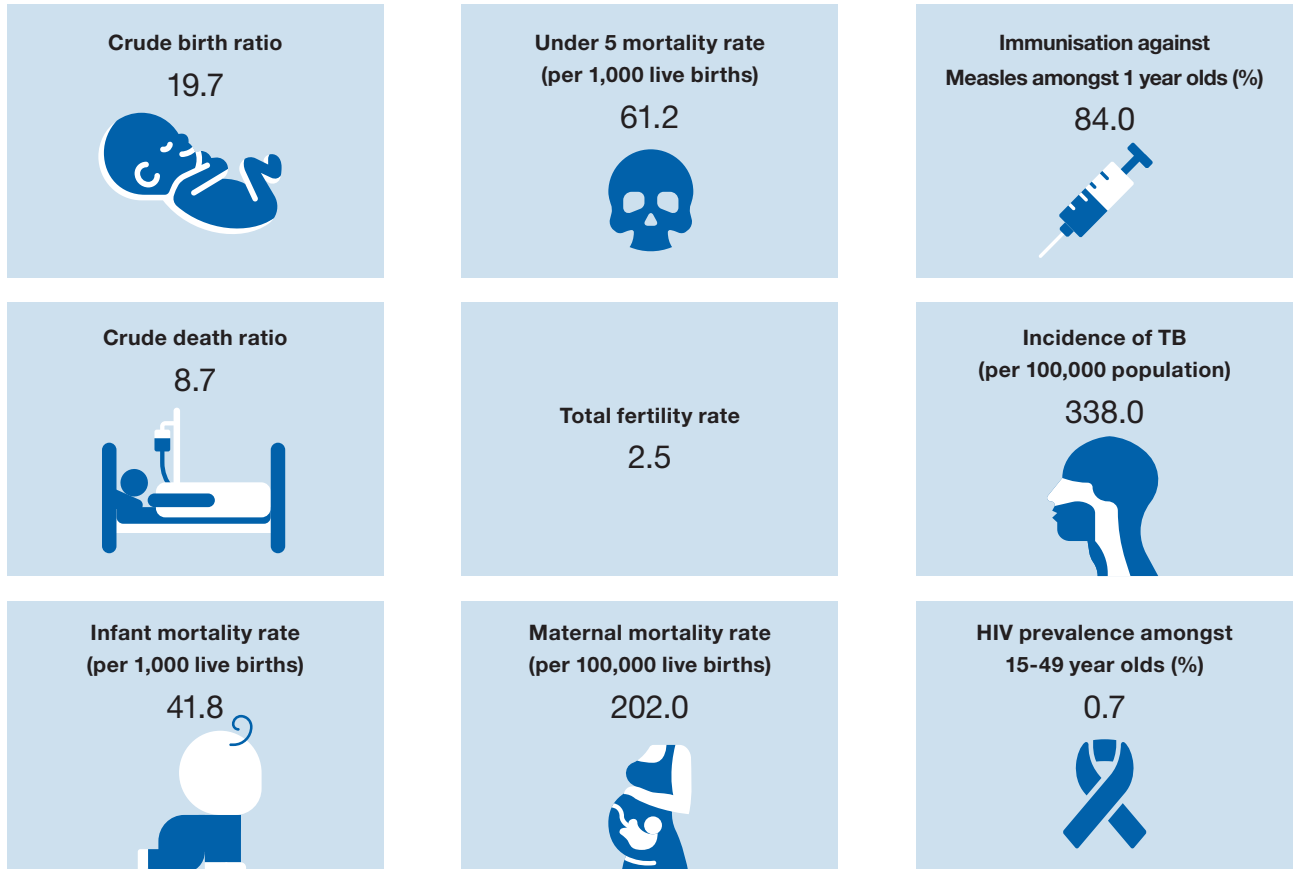 Crude birth ratio
19.7
Under 5 mortality rate
(per 1,000 live births)
61.2
Immunisation against
Measles amongst 1 year olds (%)
84.0
Crude death ratio
8.7
Total fertility rate
2.5
Incidence of TB
(per 100,000 population)
338.0
Infant mortality rate
(per 1,000 live births)
41.8
Maternal mortality rate
(per 100,000 live births)
202.0
HIV prevalence amongst
15-49 year olds (%)
0.7